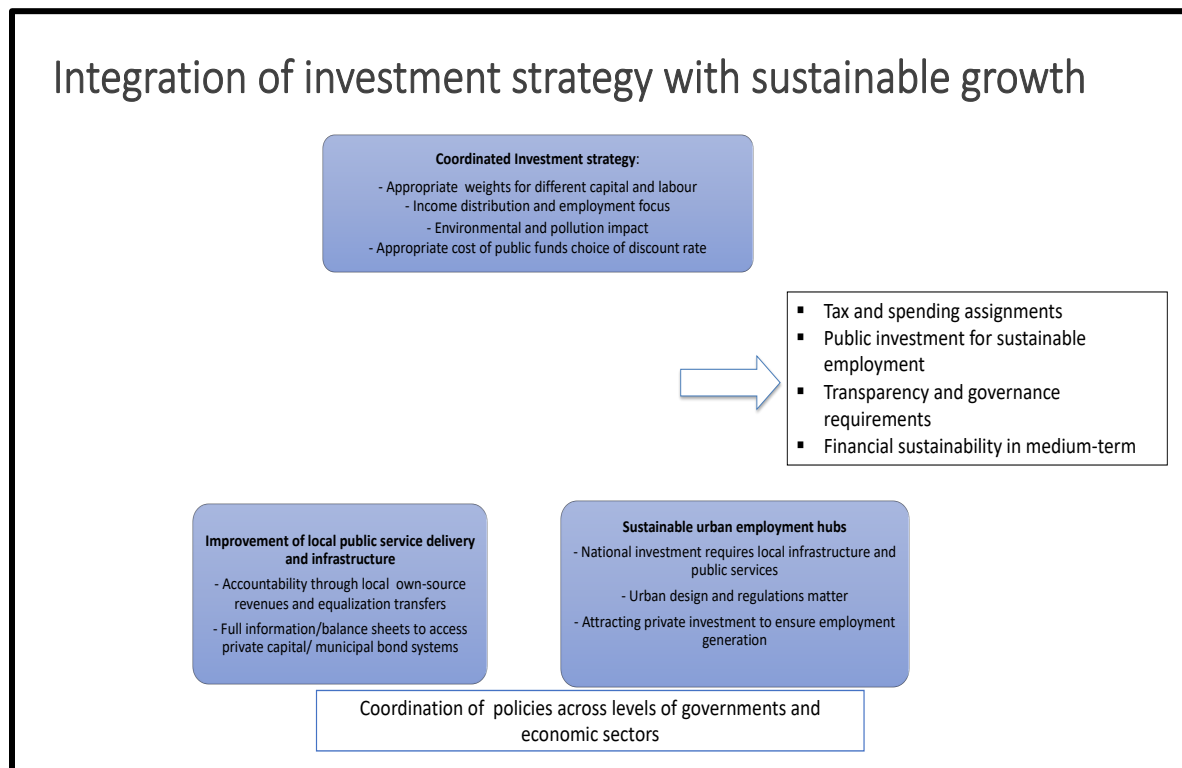 Integration of investment strategy with sustainable growth
Coordinated Investment strategy:
- Appropriate weights for different capital and labour
- Income distribution and employment focus
- Environmental and pollution impact
- Appropriate cost of public funds choice of discount rate
▪ Tax and spending assignments
▪ Public investment for sustainable
employment
▪ Transparency and governance
requirements
▪ Financial sustainability in medium-term
Improvement of local public service delivery
and infrastructure
- Accountability through local own-source
revenues and equalization transfers
- Full information/balance sheets to access
private capital/ municipal bond systems
Sustainable urban employment hubs
- National investment requires local infrastructure and
public services
- Urban design and regulations matter
- Attracting private investment to ensure employment
generation
Coordination of policies across levels of governments and
economic sectors